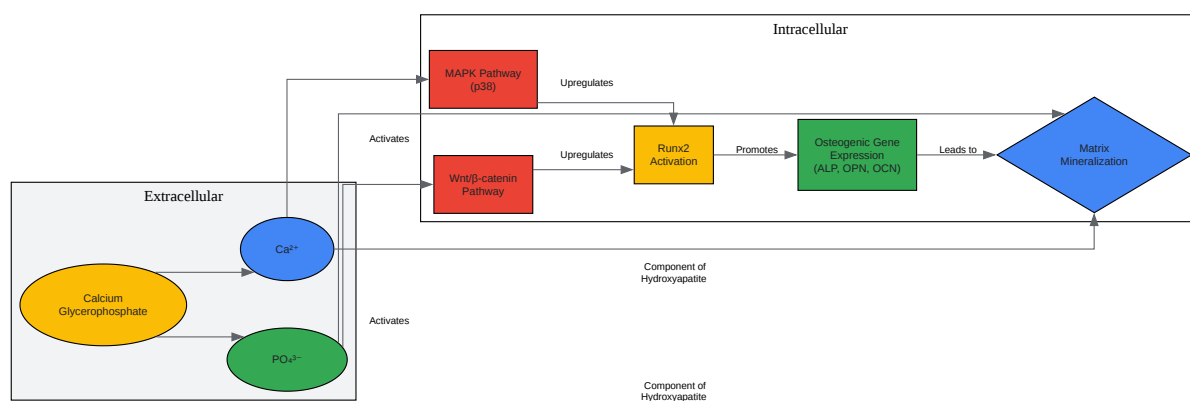 Intracellular
MAPK Pathway
(p38)
Upregulates
Activates
Runx2
Activation
Promotes
Osteogenic Gene
Expression
(ALP, OPN, OCN)
Leads to
Matrix
Mineralization
Upregulates
Wnt/β-catenin
Pathway
Extracellular
Ca²⁺
Component of
Hydroxyapatite
Calcium
Glycerophosphate
Activates
PO₄³⁻
Component of
Hydroxyapatite